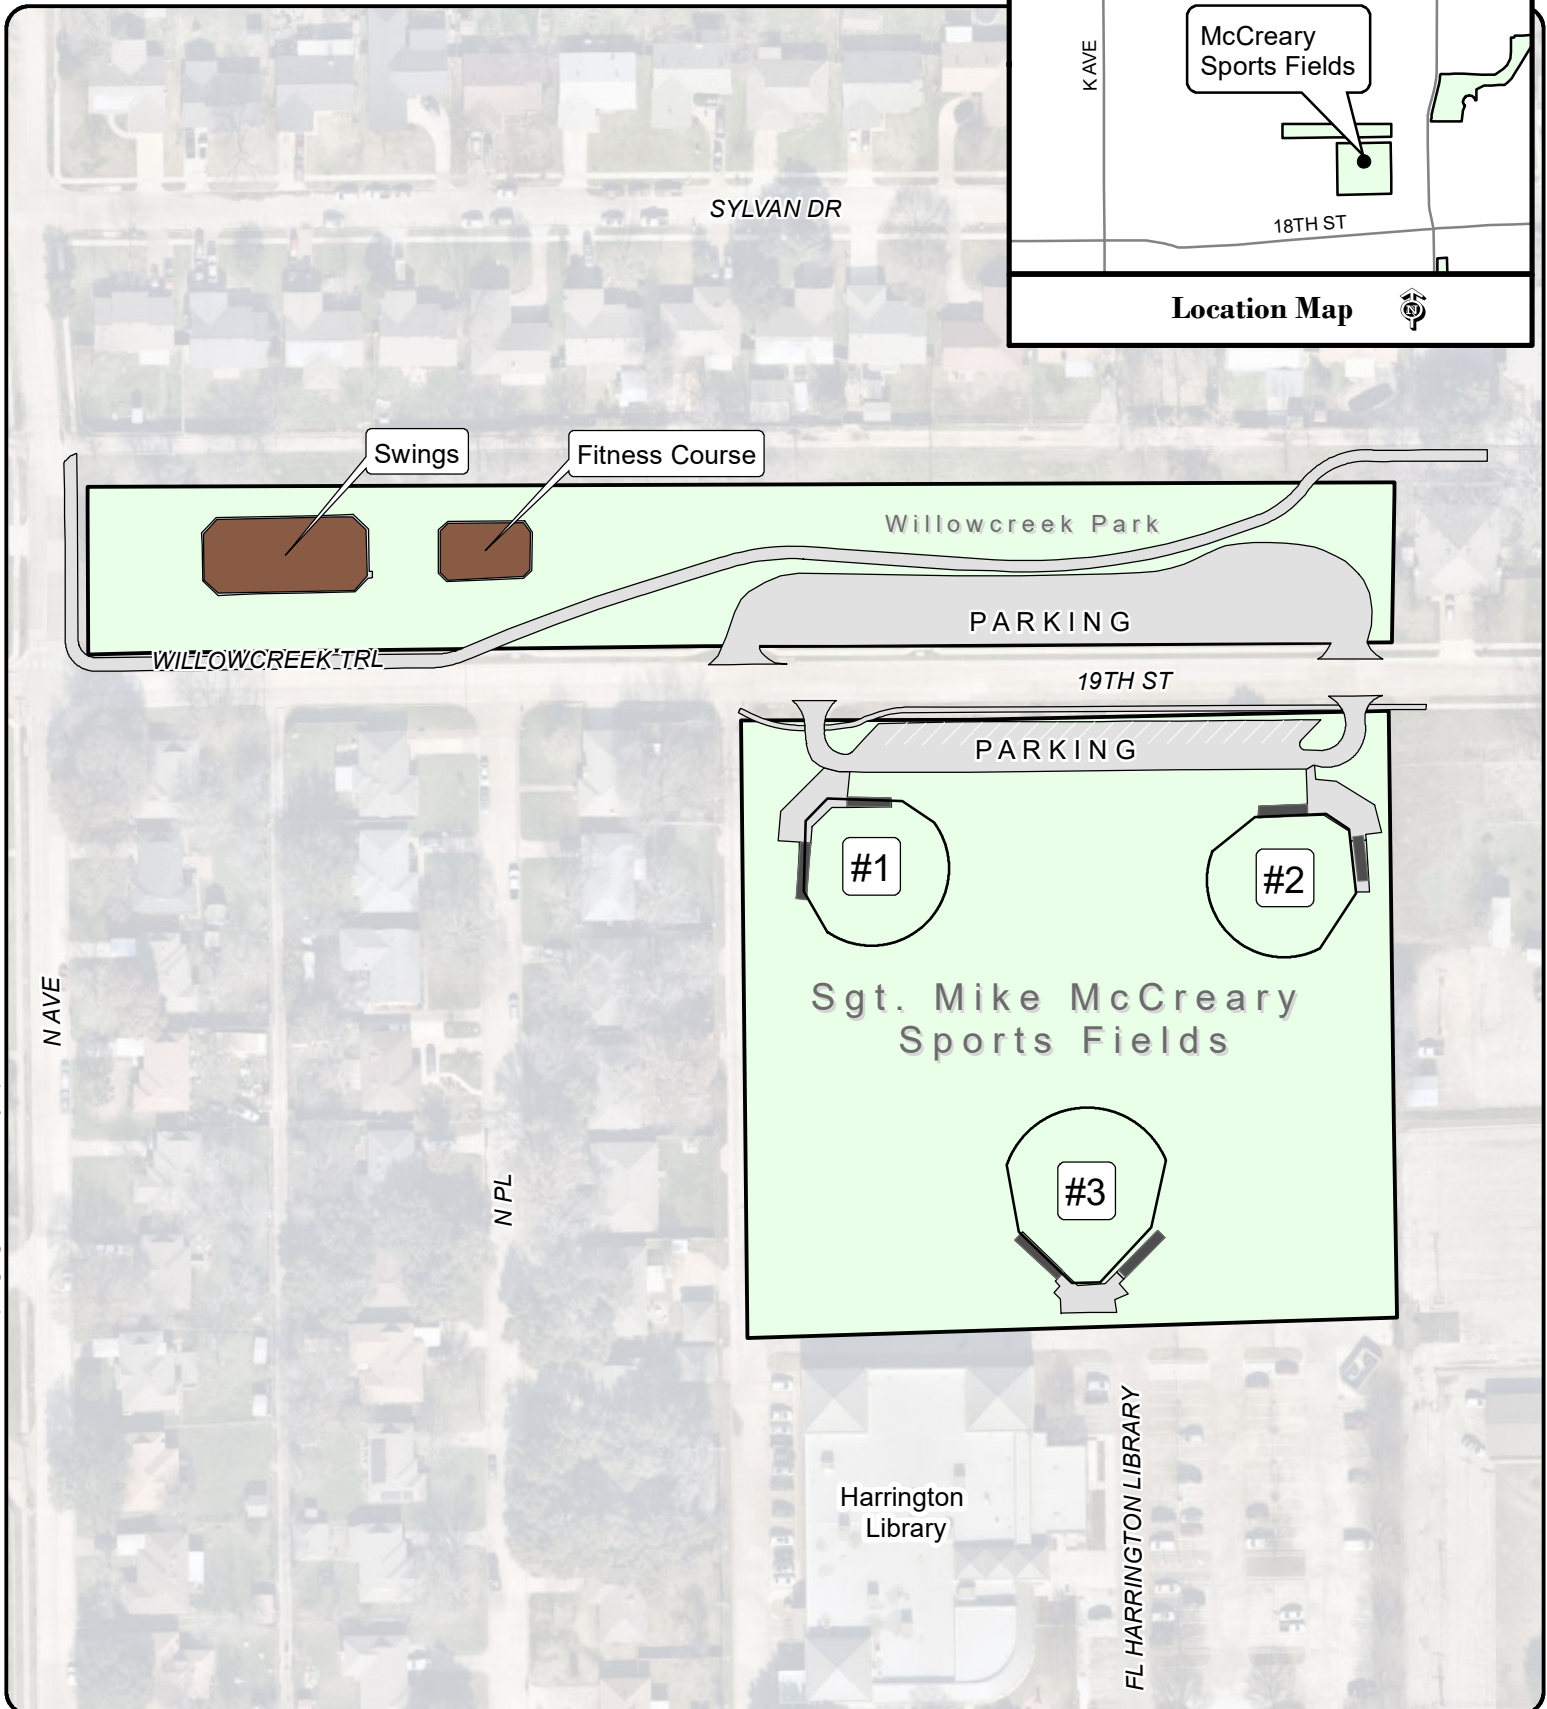 K AVE
McCreary
Sports Fields
18TH ST
Location Map
N
SYLVAN DR
Swings
Fitness Course
Willowcreek Park
PARKING
WILLOWCREEK TRL
19TH ST
PARKING
#1
#2
Sgt. Mike McCreary
Sports Fields
N AVE
N PL
#3
Harrington
Library
FL HARRINGTON LIBRARY